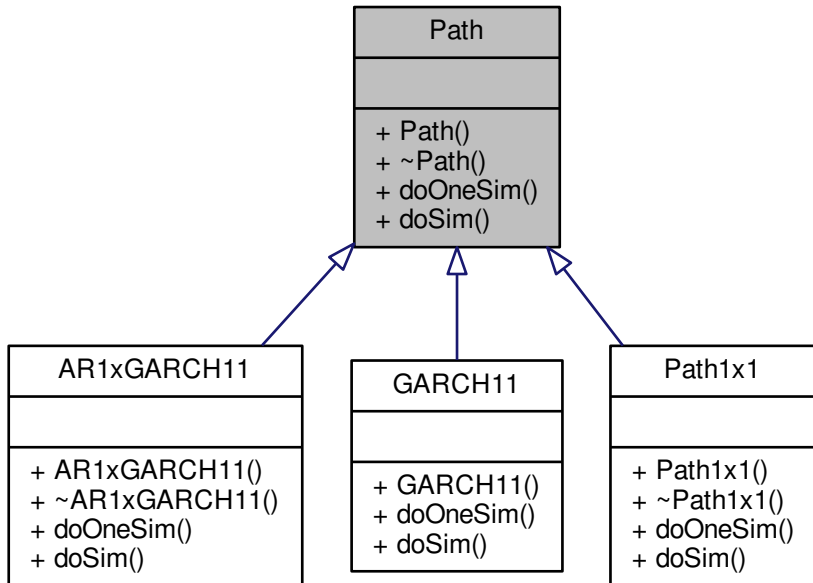 Path
+ Path()
+ ~Path()
+ doOneSim()
+ doSim()
AR1xGARCH11
+ AR1xGARCH11()
+ ~AR1xGARCH11()
+ doOneSim()
+ doSim()
GARCH11
+ GARCH11()
+ doOneSim()
+ doSim()
Path1x1
+ Path1x1()
+ ~Path1x1()
+ doOneSim()
+ doSim()